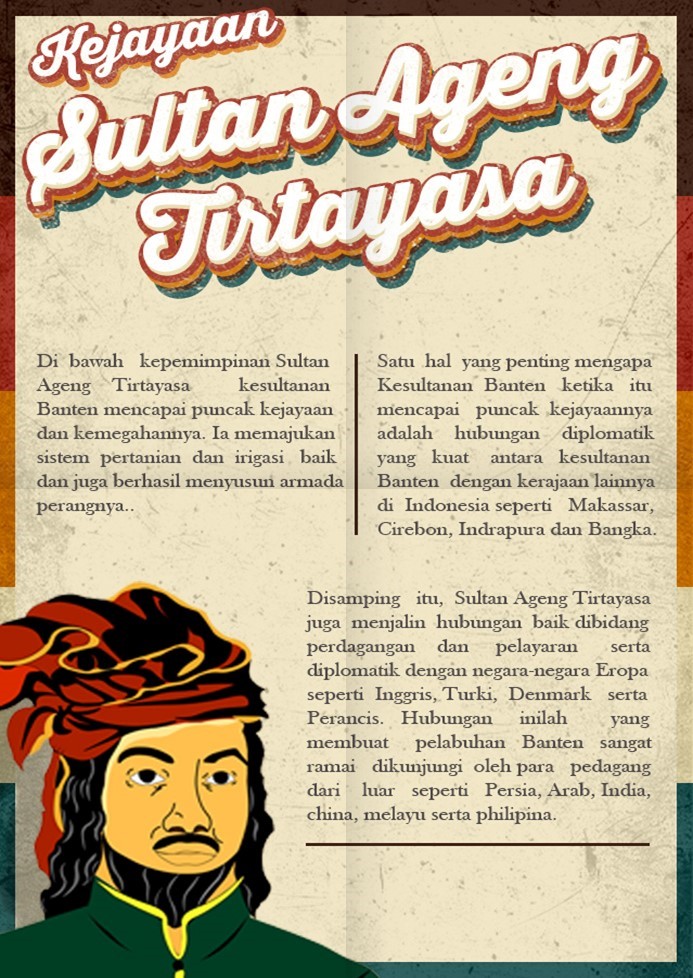 Kejayaan
Sultan Ageng
Tirtayasa
Di bawah kepemimpinan Sultan
Ageng Tirtayasa kesultanan
Banten mencapai puncak kejayaan
dan kemegahannya. Ia memajukan
sistem pertanian dan irigasi baik
dan juga berhasil menyusun armada
perangnya..
Satu hal yang penting mengapa
Kesultanan Banten ketika itu
mencapai puncak kejayaannya
adalah hubungan diplomatik
yang kuat antara kesultanan
Banten dengan kerajaan lainnya
di Indonesia seperti Makassar,
Cirebon, Indrapura dan Bangka.
Disamping itu, Sultan Ageng Tirtayasa
juga menjalin hubungan baik dibidang
perdagangan dan pelayaran serta
diplomatik dengan negara-negara Eropa
seperti Inggris, Turki, Denmark serta
Perancis. Hubungan inilah yang
membuat pelabuhan Banten sangat
ramai dikunjungi oleh para pedagang
dari luar seperti Persia, Arab, India,
china, melayu serta philipina.